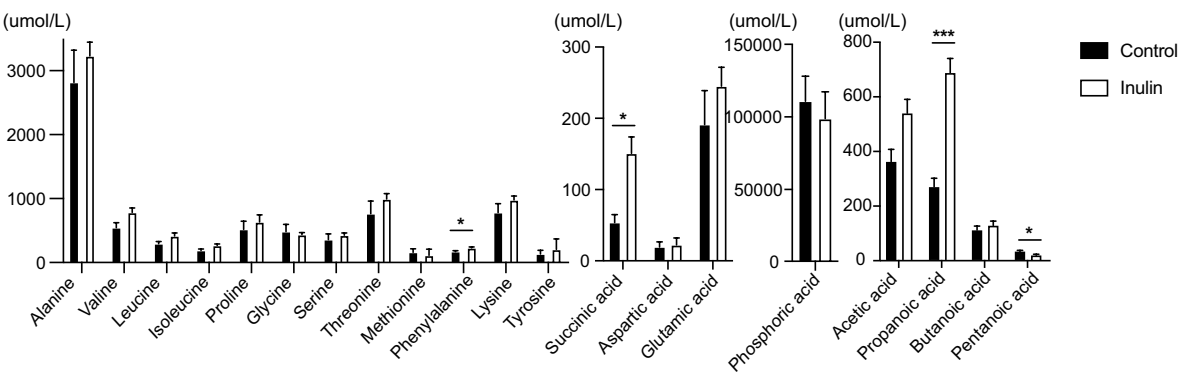 (umol/L)
3000
2000
1000
0
Alanine
Valine
Leucine
Isoleucine
Proline
Glycine
Serine
Threonine
Methionine
Phenylalanine
Lysine
Tyrosine
*
(umol/L)
300
200
100
0
*
Succinic acid
Aspartic acid
Glutamic acid
(umol/L)
150000
100000
50000
0
Phosphoric acid
(umol/L)
800
600
400
200
0
***
*
Acetic acid
Propanoic acid
Butanoic acid
Pentanoic acid
Control
Inulin